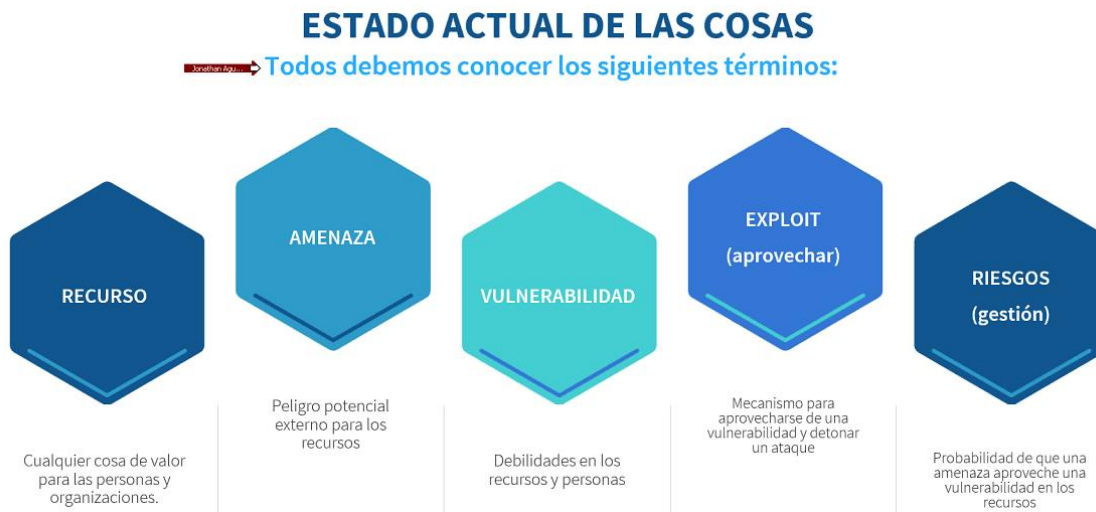 ESTADO ACTUAL DE LAS COSAS
Jonathan Agu...
Todos debemos conocer los siguientes términos:
RECURSO
Cualquier cosa de valor
para las personas y
organizaciones.
AMENAZA
Peligro potencial
externo para los
recursos
VULNERABILIDAD
Debilidades en los
recursos y personas
EXPLOIT
(aprovechar)
Mecanismo para
aprovecharse de una
vulnerabilidad y detonar
un ataque
RIESGOS
(gestión)
Probabilidad de que una
amenaza aproveche una
vulnerabilidad en los
recursos